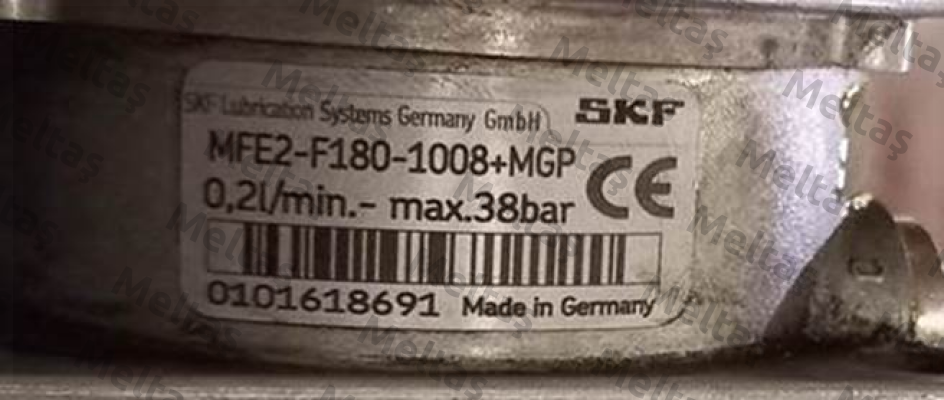 SKF Lubrication Systems Germany GmbH
SKF
MFE2-F180-1008+MGP
0,2l/min.- max.38bar
CE
0101618691 Made in Germany
Meltaş